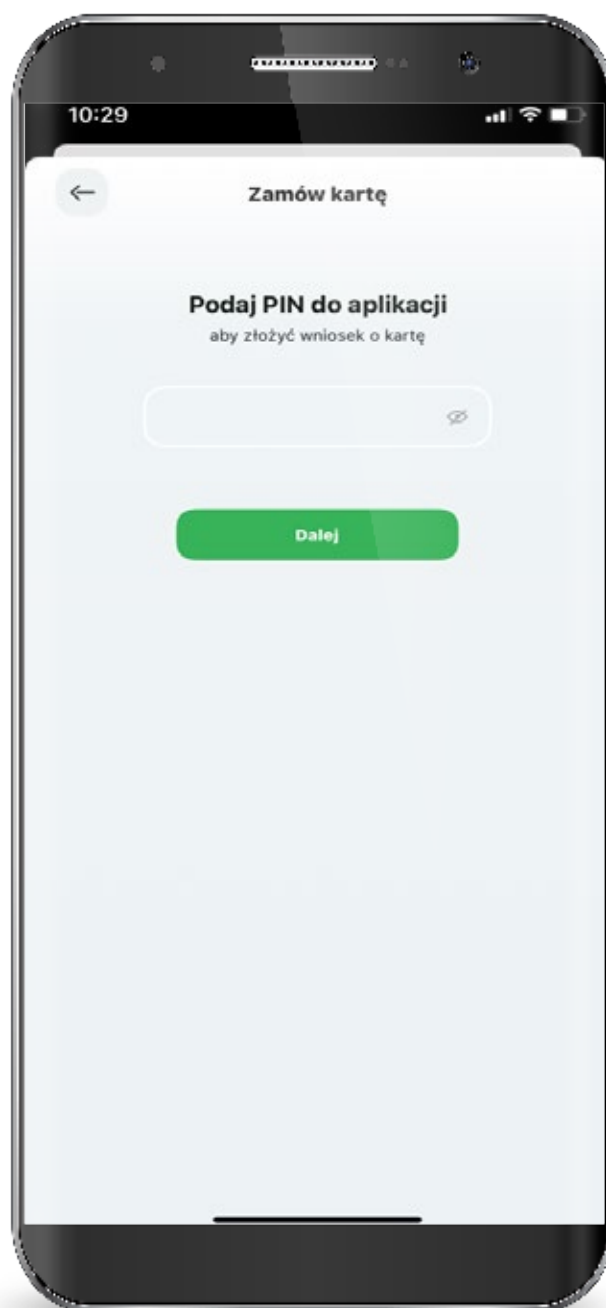 10:29
Zamów kartę
Podaj PIN do aplikacji
aby złożyć wniosek o kartę
Dalej